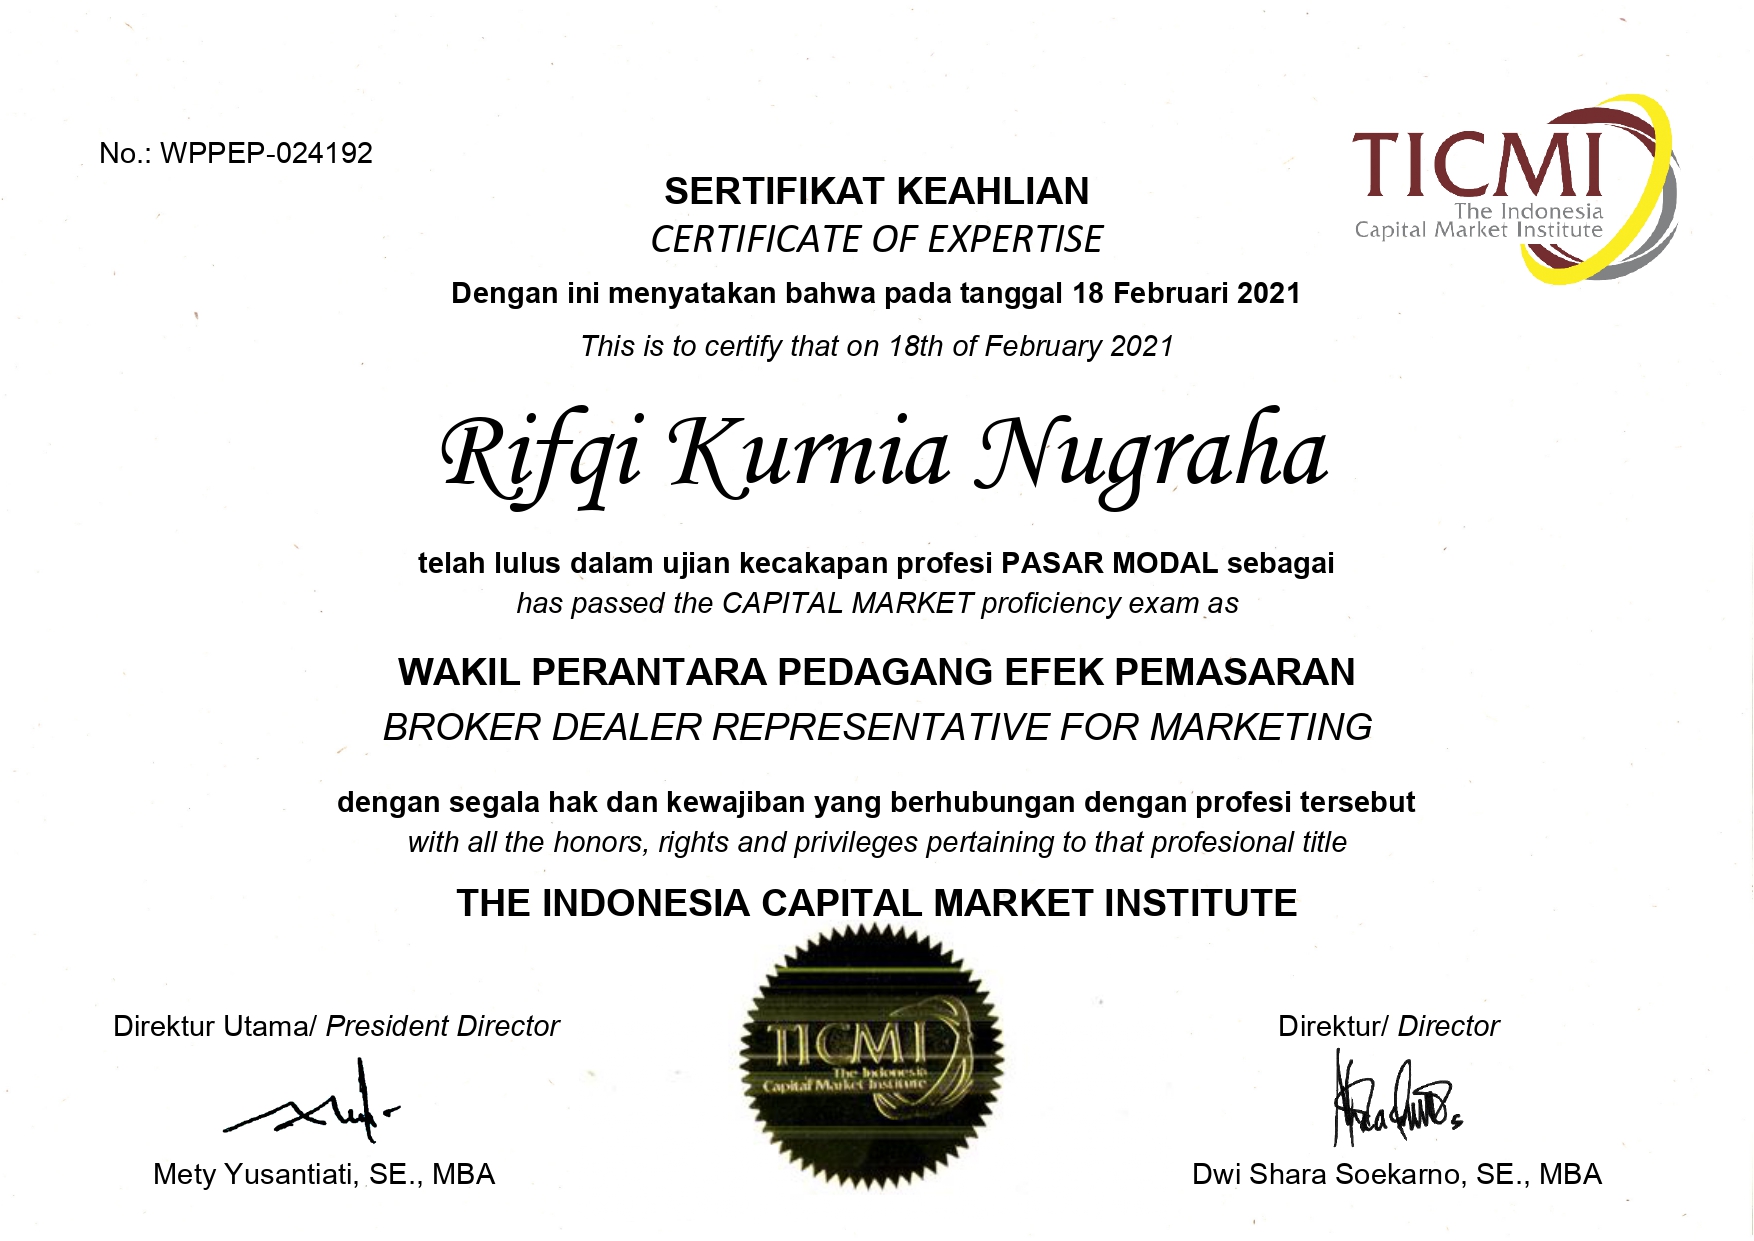 No.: WPPEP-024192
TICMI
The Indonesia
Capital Market Institute
SERTIFIKAT KEAHLIAN
CERTIFICATE OF EXPERTISE
Dengan ini menyatakan bahwa pada tanggal 18 Februari 2021
This is to certify that on 18th of February 2021
Rifqi Kurnia Nugraha
telah lulus dalam ujian kecakapan profesi PASAR MODAL sebagai
has passed the CAPITAL MARKET proficiency exam as
WAKIL PERANTARA PEDAGANG EFEK PEMASARAN
BROKER DEALER REPRESENTATIVE FOR MARKETING
dengan segala hak dan kewajiban yang berhubungan dengan profesi tersebut
with all the honors, rights and privileges pertaining to that profesional title
THE INDONESIA CAPITAL MARKET INSTITUTE
Direktur Utama/ President Director
Mety Yusantiati, SE., MBA
TICMI
The Indonesia
Capital Market Institute
Direktur/ Director
Dwi Shara Soekarno, SE., MBA